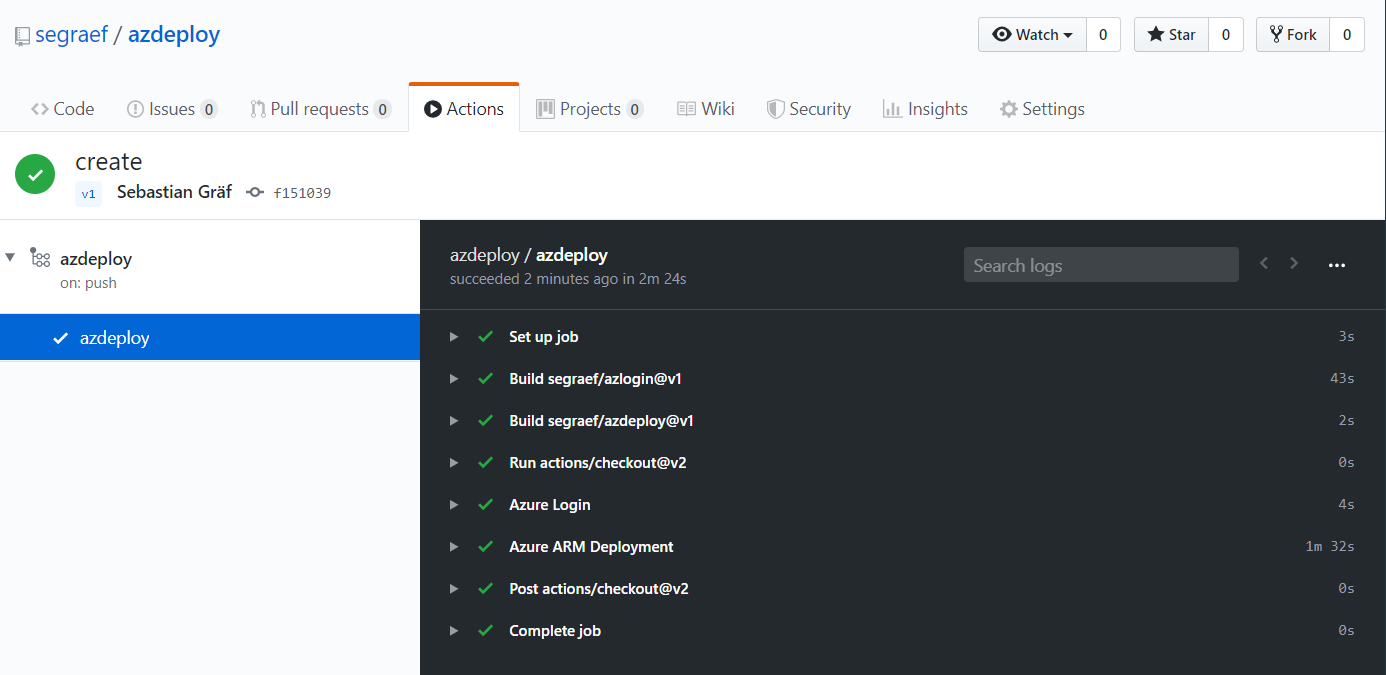 segraef / azdeploy
Watch 0 Star 0 Fork 0
Code Issues 0 Pull requests 0 Actions Projects 0 Wiki Security Insights Settings
create
v1 Sebastian Gräf f151039
azdeploy
on: push
azdeploy
azdeploy / azdeploy
succeeded 2 minutes ago in 2m 24s
Search logs
Set up job 3s
Build segraef/azlogin@v1 43s
Build segraef/azdeploy@v1 2s
Run actions/checkout@v2 0s
Azure Login 4s
Azure ARM Deployment 1m 32s
Post actions/checkout@v2 0s
Complete job 0s